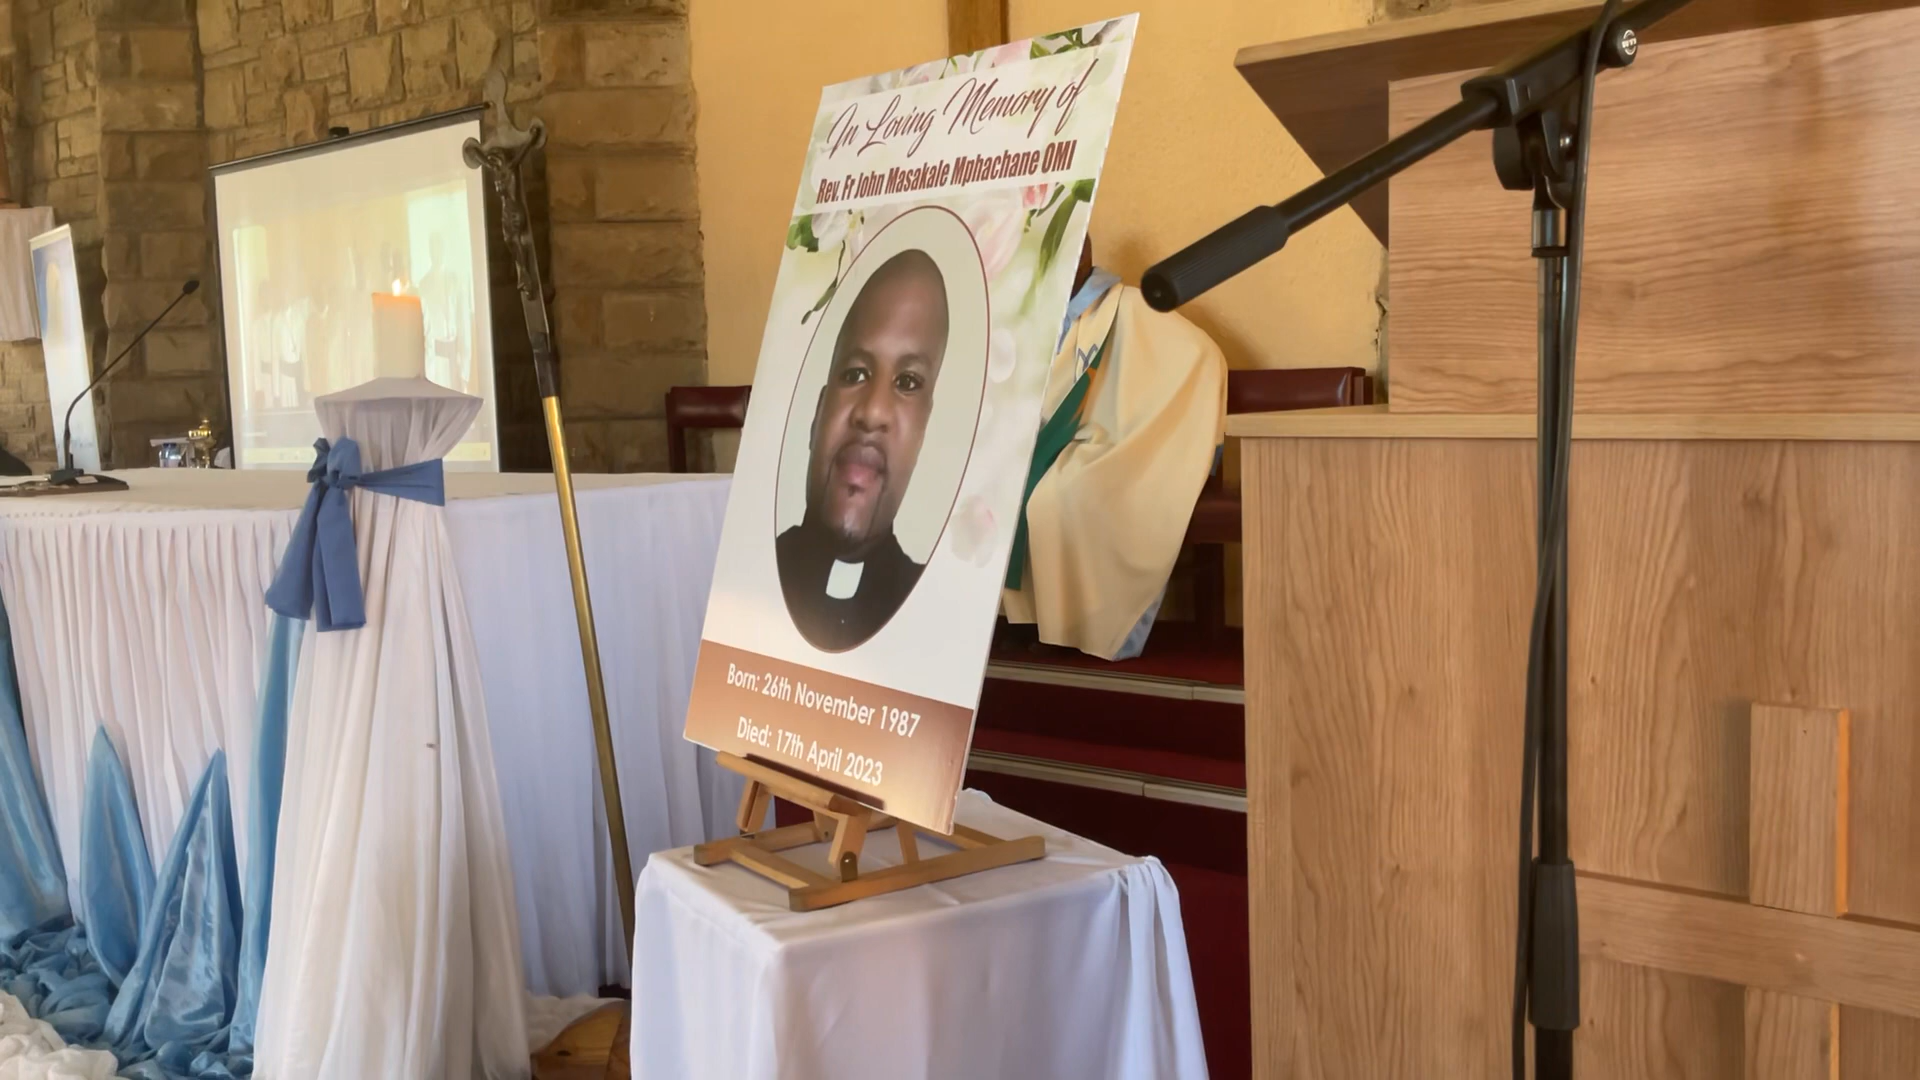 In Loving Memory of
Rev. Fr John Masakale Mphachane OMI
Born: 26th November 1987
Died: 17th April 2023